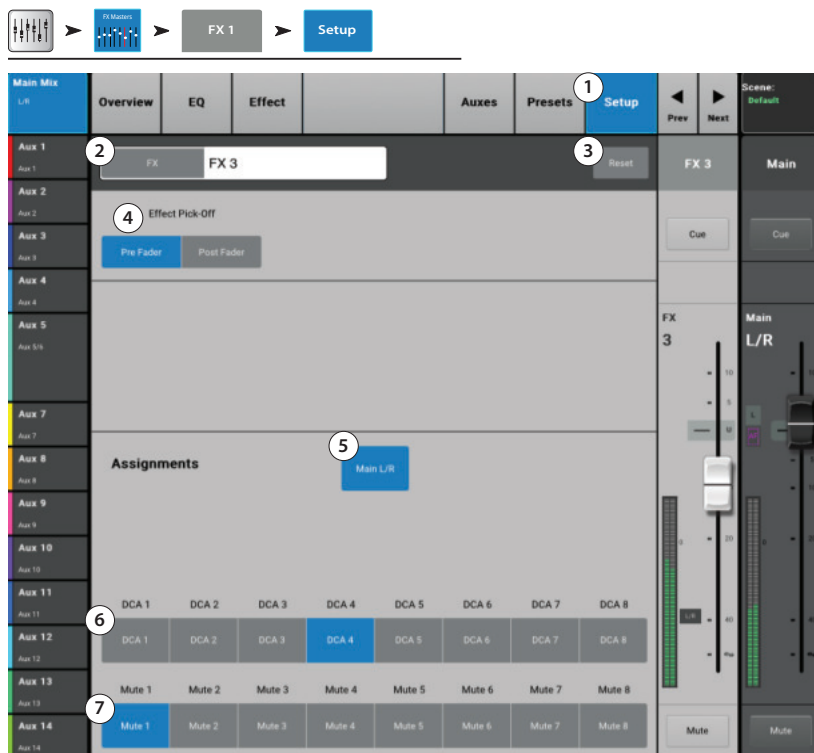 FX Masters
FX 1
Setup
Main Mix
L/R
Overview
EQ
Effect
Auxes
Presets
1
Setup
Prev
Next
Scene:
Default
Aux 1
Aux 1
Aux 2
Aux 2
Aux 3
Aux 3
Aux 4
Aux 4
Aux 5
Aux 5/6
Aux 7
Aux 7
Aux 8
Aux 8
Aux 9
Aux 9
Aux 10
Aux 10
Aux 11
Aux 11
Aux 12
Aux 12
Aux 13
Aux 13
Aux 14
Aux 14
2
FX
FX 3
3
Reset
4
Effect Pick-Off
Pre Fader
Post Fader
Assignments
5
Main L/R
DCA 1 DCA 2 DCA 3 DCA 4 DCA 5 DCA 6 DCA 7 DCA 8
6
DCA 1 DCA 2 DCA 3 DCA 4 DCA 5 DCA 6 DCA 7 DCA 8
Mute 1 Mute 2 Mute 3 Mute 4 Mute 5 Mute 6 Mute 7 Mute 8
7
Mute 1 Mute 2 Mute 3 Mute 4 Mute 5 Mute 6 Mute 7 Mute 8
FX 3
Cue
FX
3
10
5
U
0
20
L/R
40
Mute
Main
Cue
Main
L/R
L
0
Mute